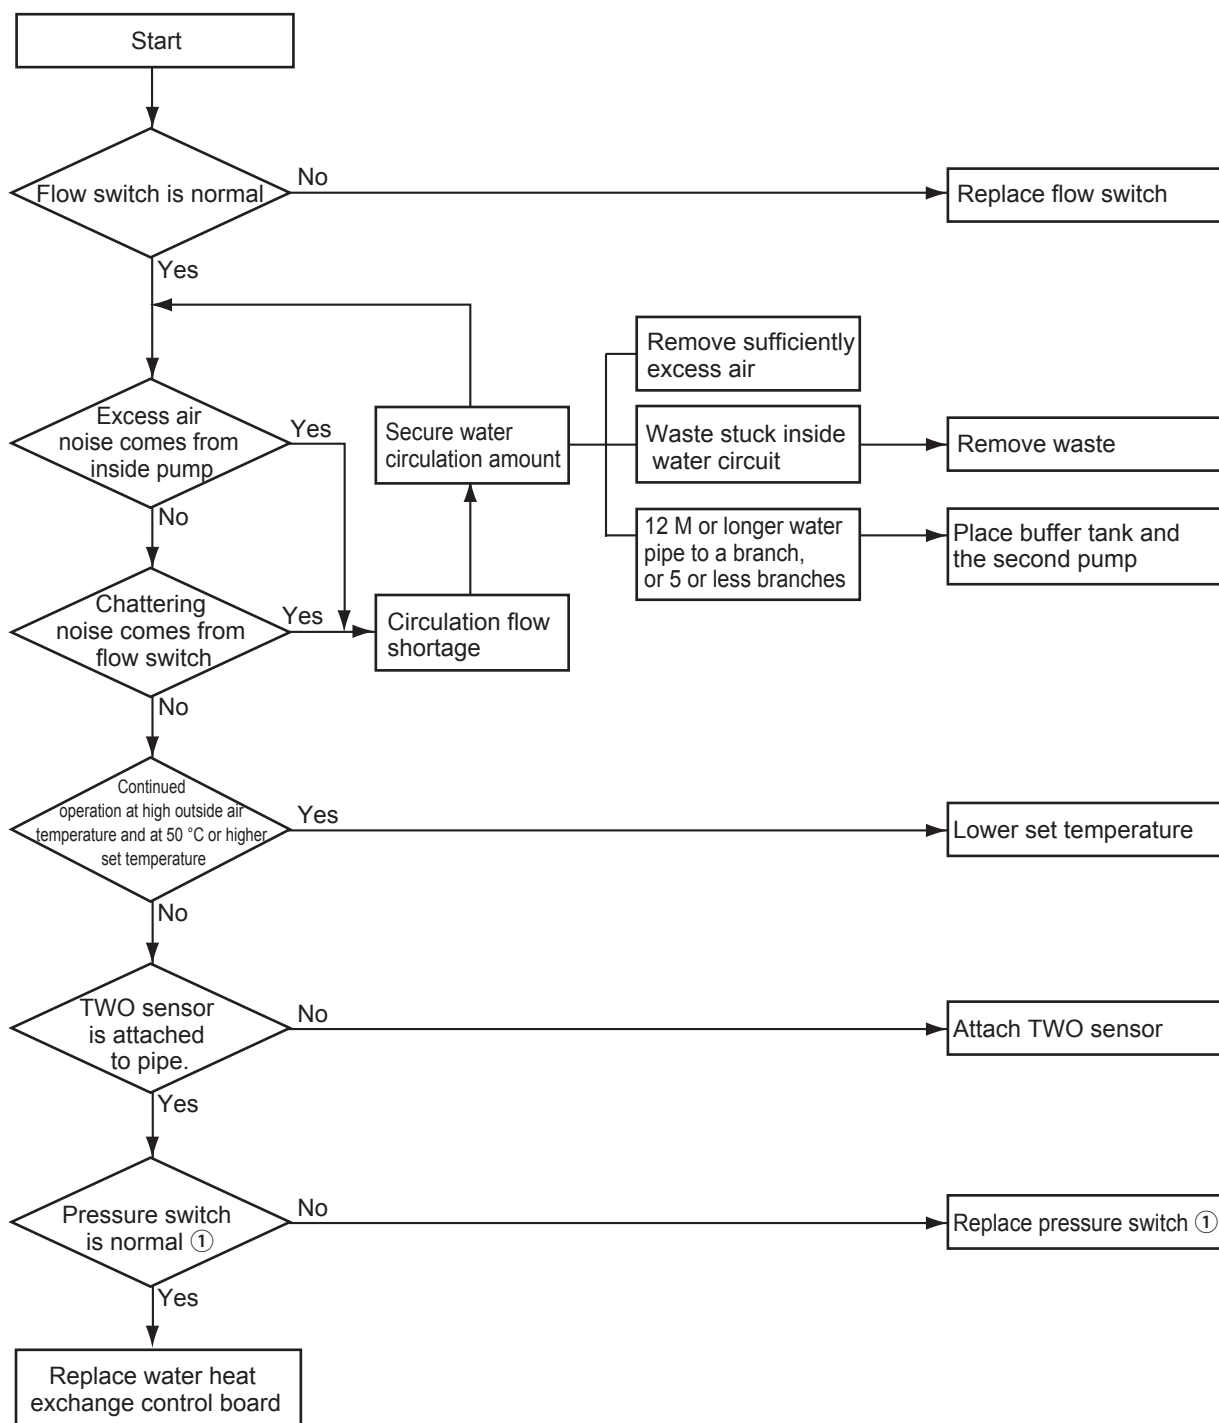 Start
Flow switch is normal
No
Replace flow switch
Yes
Remove sufficiently
excess air
Excess air
noise comes from
inside pump
Yes
Secure water
circulation amount
Waste stuck inside
water circuit
Remove waste
No
12 M or longer water
pipe to a branch,
or 5 or less branches
Place buffer tank and
the second pump
Chattering
noise comes from
flow switch
Yes
Circulation flow
shortage
No
Continued
operation at high outside air
temperature and at 50 °C or higher
set temperature
Yes
Lower set temperature
No
TWO sensor
is attached
to pipe.
No
Attach TWO sensor
Yes
Pressure switch
is normal ①
No
Replace pressure switch ①
Yes
Replace water heat
exchange control board